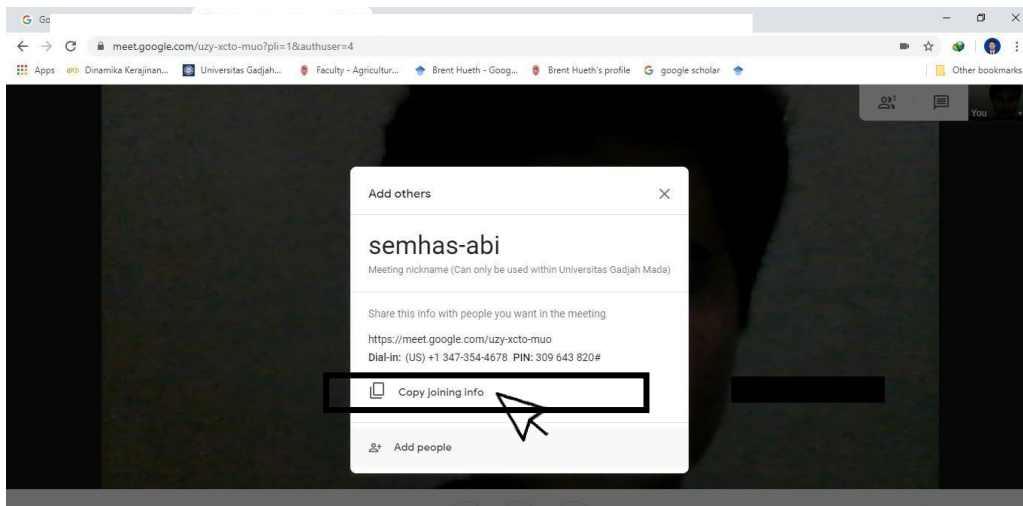 G Go
meet.google.com/uzy-xcto-muo?pli=1&authuser=4
Apps Dinamika Kerajinan... Universitas Gadjah... Faculty - Agricultur... Brent Hueth - Goog... Brent Hueth's profile G google scholar Other bookmarks
1
You
Add others
semhas-abi
Meeting nickname (Can only be used within Universitas Gadjah Mada)
Share this info with people you want in the meeting
https://meet.google.com/uzy-xcto-muo
Dial-in: (US) +1 347-354-4678 PIN: 309 643 820#
Copy joining info
Add people